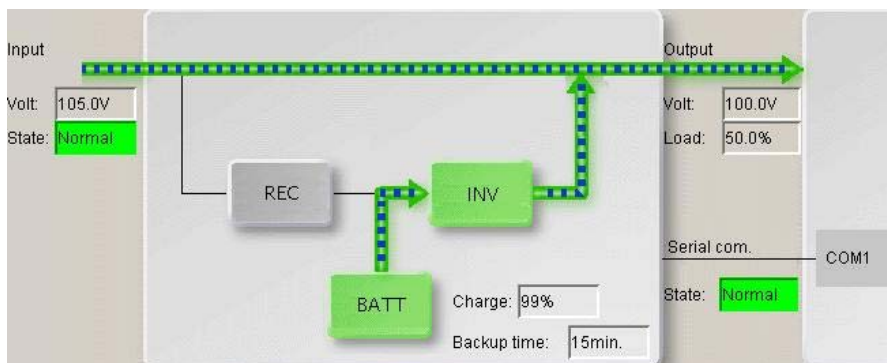 Input
Output
Volt: 105.0V
Volt: 100.0V
State: Normal
Load: 50.0%
REC
INV
Serial com.
COM1
BATT
Charge: 99%
State: Normal
Backup time: 15min.